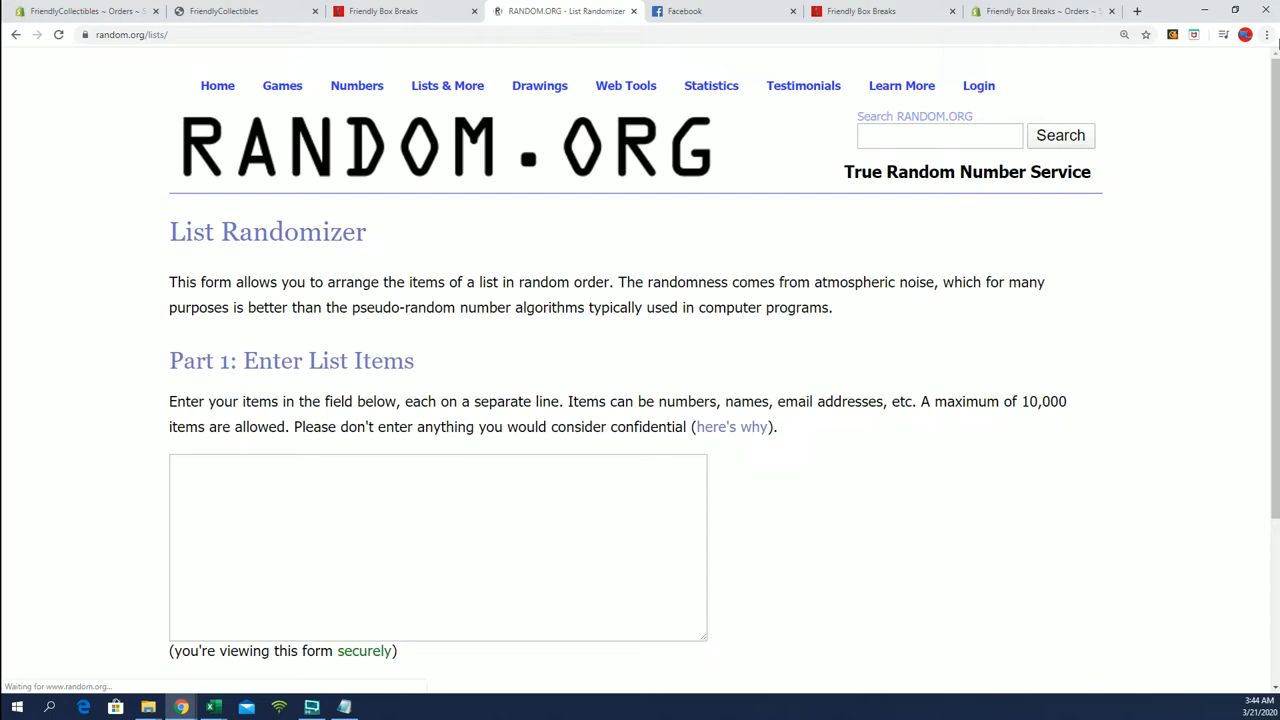 FriendlyCollectibles ~ Orders ~ S
FriendlyCollectibles
Friendly Box Breaks
RANDOM.ORG - List Randomizer
Facebook
Friendly Box Breaks
Friendly Box Breaks ~ Orders ~ S
random.org/lists/
Home Games Numbers Lists & More Drawings Web Tools Statistics Testimonials Learn More Login
RANDOM.ORG
Search RANDOM.ORG
Search
True Random Number Service
List Randomizer
This form allows you to arrange the items of a list in random order. The randomness comes from atmospheric noise, which for many
purposes is better than the pseudo-random number algorithms typically used in computer programs.
Part 1: Enter List Items
Enter your items in the field below, each on a separate line. Items can be numbers, names, email addresses, etc. A maximum of 10,000
items are allowed. Please don't enter anything you would consider confidential (here's why).
(you're viewing this form securely)
Waiting for www.random.org...
3:44 AM
3/21/2020